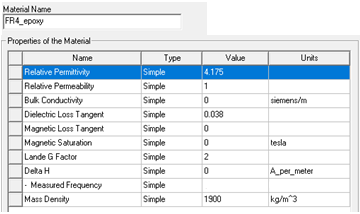 Material Name
FR4_epoxy
Properties of the Material
Name Type Value Units
Relative Permittivity Simple 4.175
Relative Permeability Simple 1
Bulk Conductivity Simple 0 siemens/m
Dielectric Loss Tangent Simple 0.038
Magnetic Loss Tangent Simple 0
Magnetic Saturation Simple 0 tesla
Lande G Factor Simple 2
Delta H Simple 0 A_per_meter
- Measured Frequency Simple
Mass Density Simple 1900 kg/m^3